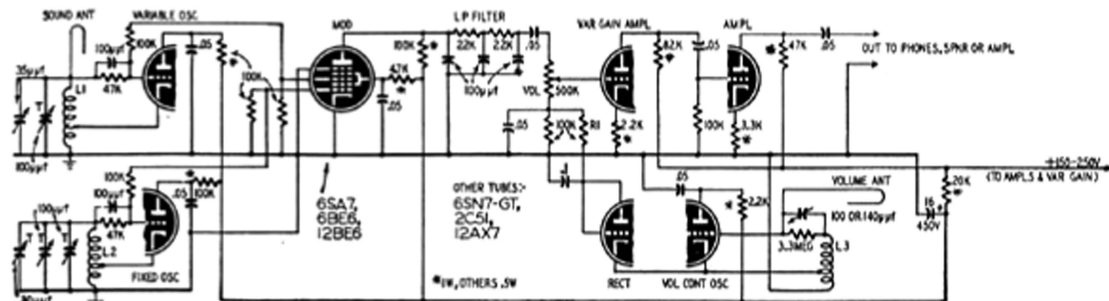 SOUND ANT
VARIABLE OSC
MOD
L P FILTER
VAR GAIN AMPL
AMPL
100µµf
100K
.05
100K
22K
22K
.05
82K
.05
47K
.05
OUT TO PHONES, SPKR OR AMPL
35µµf
T
L1
47K
100K
47K
.05
100µµf
VOL
500K
2.2K
100K
3.3K
100µµf
.05
100K
R11
+150-250V
(TO AMPLS & VAR GAIN)
100K
100µµf
.05
100K
6SA7,
6BE6,
12BE6
OTHER TUBES:-
6SN7-GT,
2C51,
12AX7
.05
2.2K
VOLUME ANT
20K
16
450V
100µµf
T
T
T
47K
L2
FIXED OSC
100 OR 140µµf
3.3MEG
L3
*1W, OTHERS .5W
RECT
VOL CONT OSC